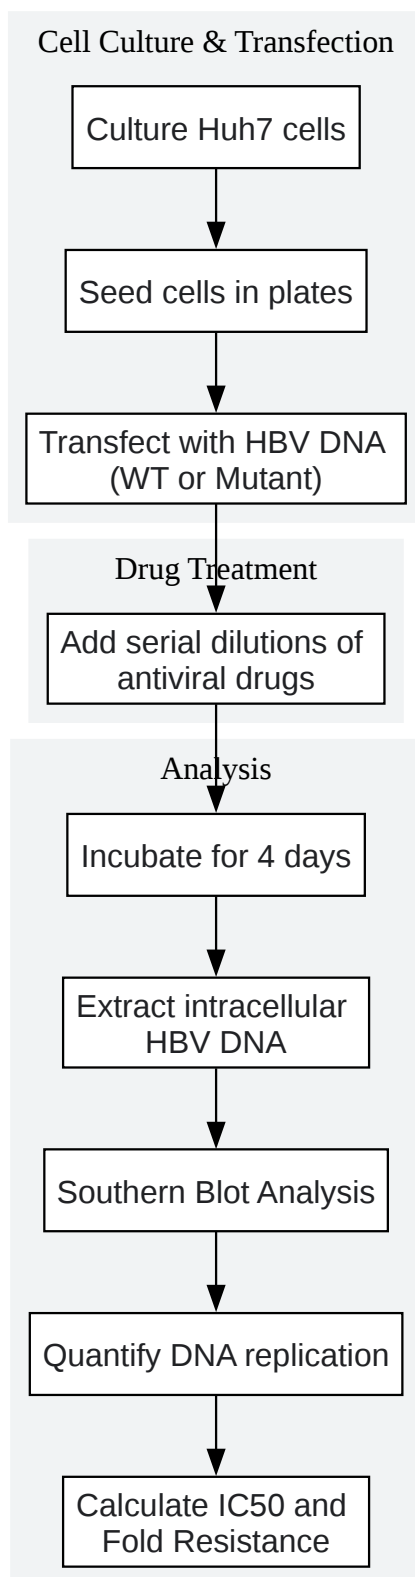 Cell Culture & Transfection
Culture Huh7 cells
Seed cells in plates
Transfect with HBV DNA
(WT or Mutant)
Drug Treatment
Add serial dilutions of
antiviral drugs
Analysis
Incubate for 4 days
Extract intracellular
HBV DNA
Southern Blot Analysis
Quantify DNA replication
Calculate IC50 and
Fold Resistance